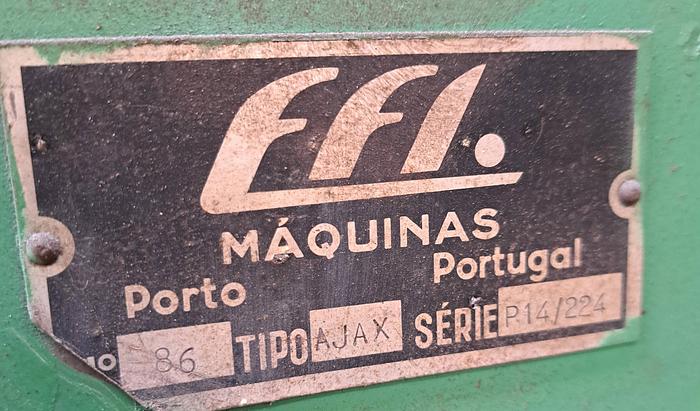 EFI.
MÁQUINAS
Porto Portugal
86 TIPO AJAX SÉRIE P14/224